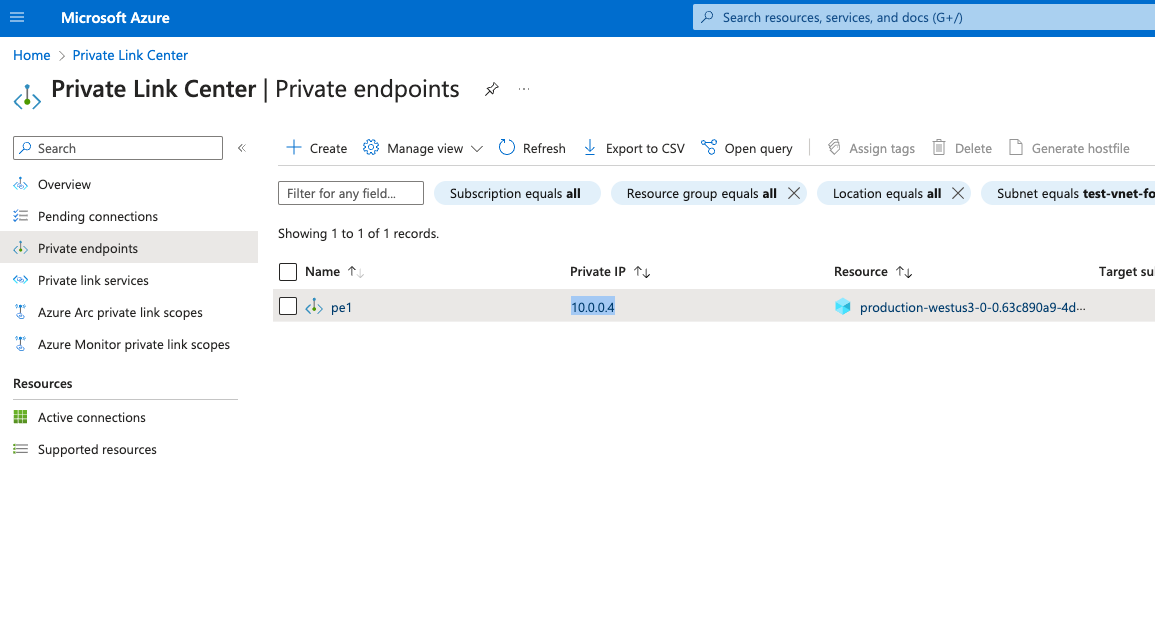 Microsoft Azure
Search resources, services, and docs (G+/)
Home > Private Link Center
Private Link Center | Private endpoints
Search
Overview
Pending connections
Private endpoints
Private link services
Azure Arc private link scopes
Azure Monitor private link scopes
Resources
Active connections
Supported resources
Create Manage view Refresh Export to CSV Open query Assign tags Delete Generate hostfile
Filter for any field... Subscription equals all Resource group equals all Location equals all Subnet equals test-vnet-fo
Showing 1 to 1 of 1 records.
Name Private IP Resource Target su
pe1 10.0.0.4 production-westus3-0-0.63c890a9-4d···